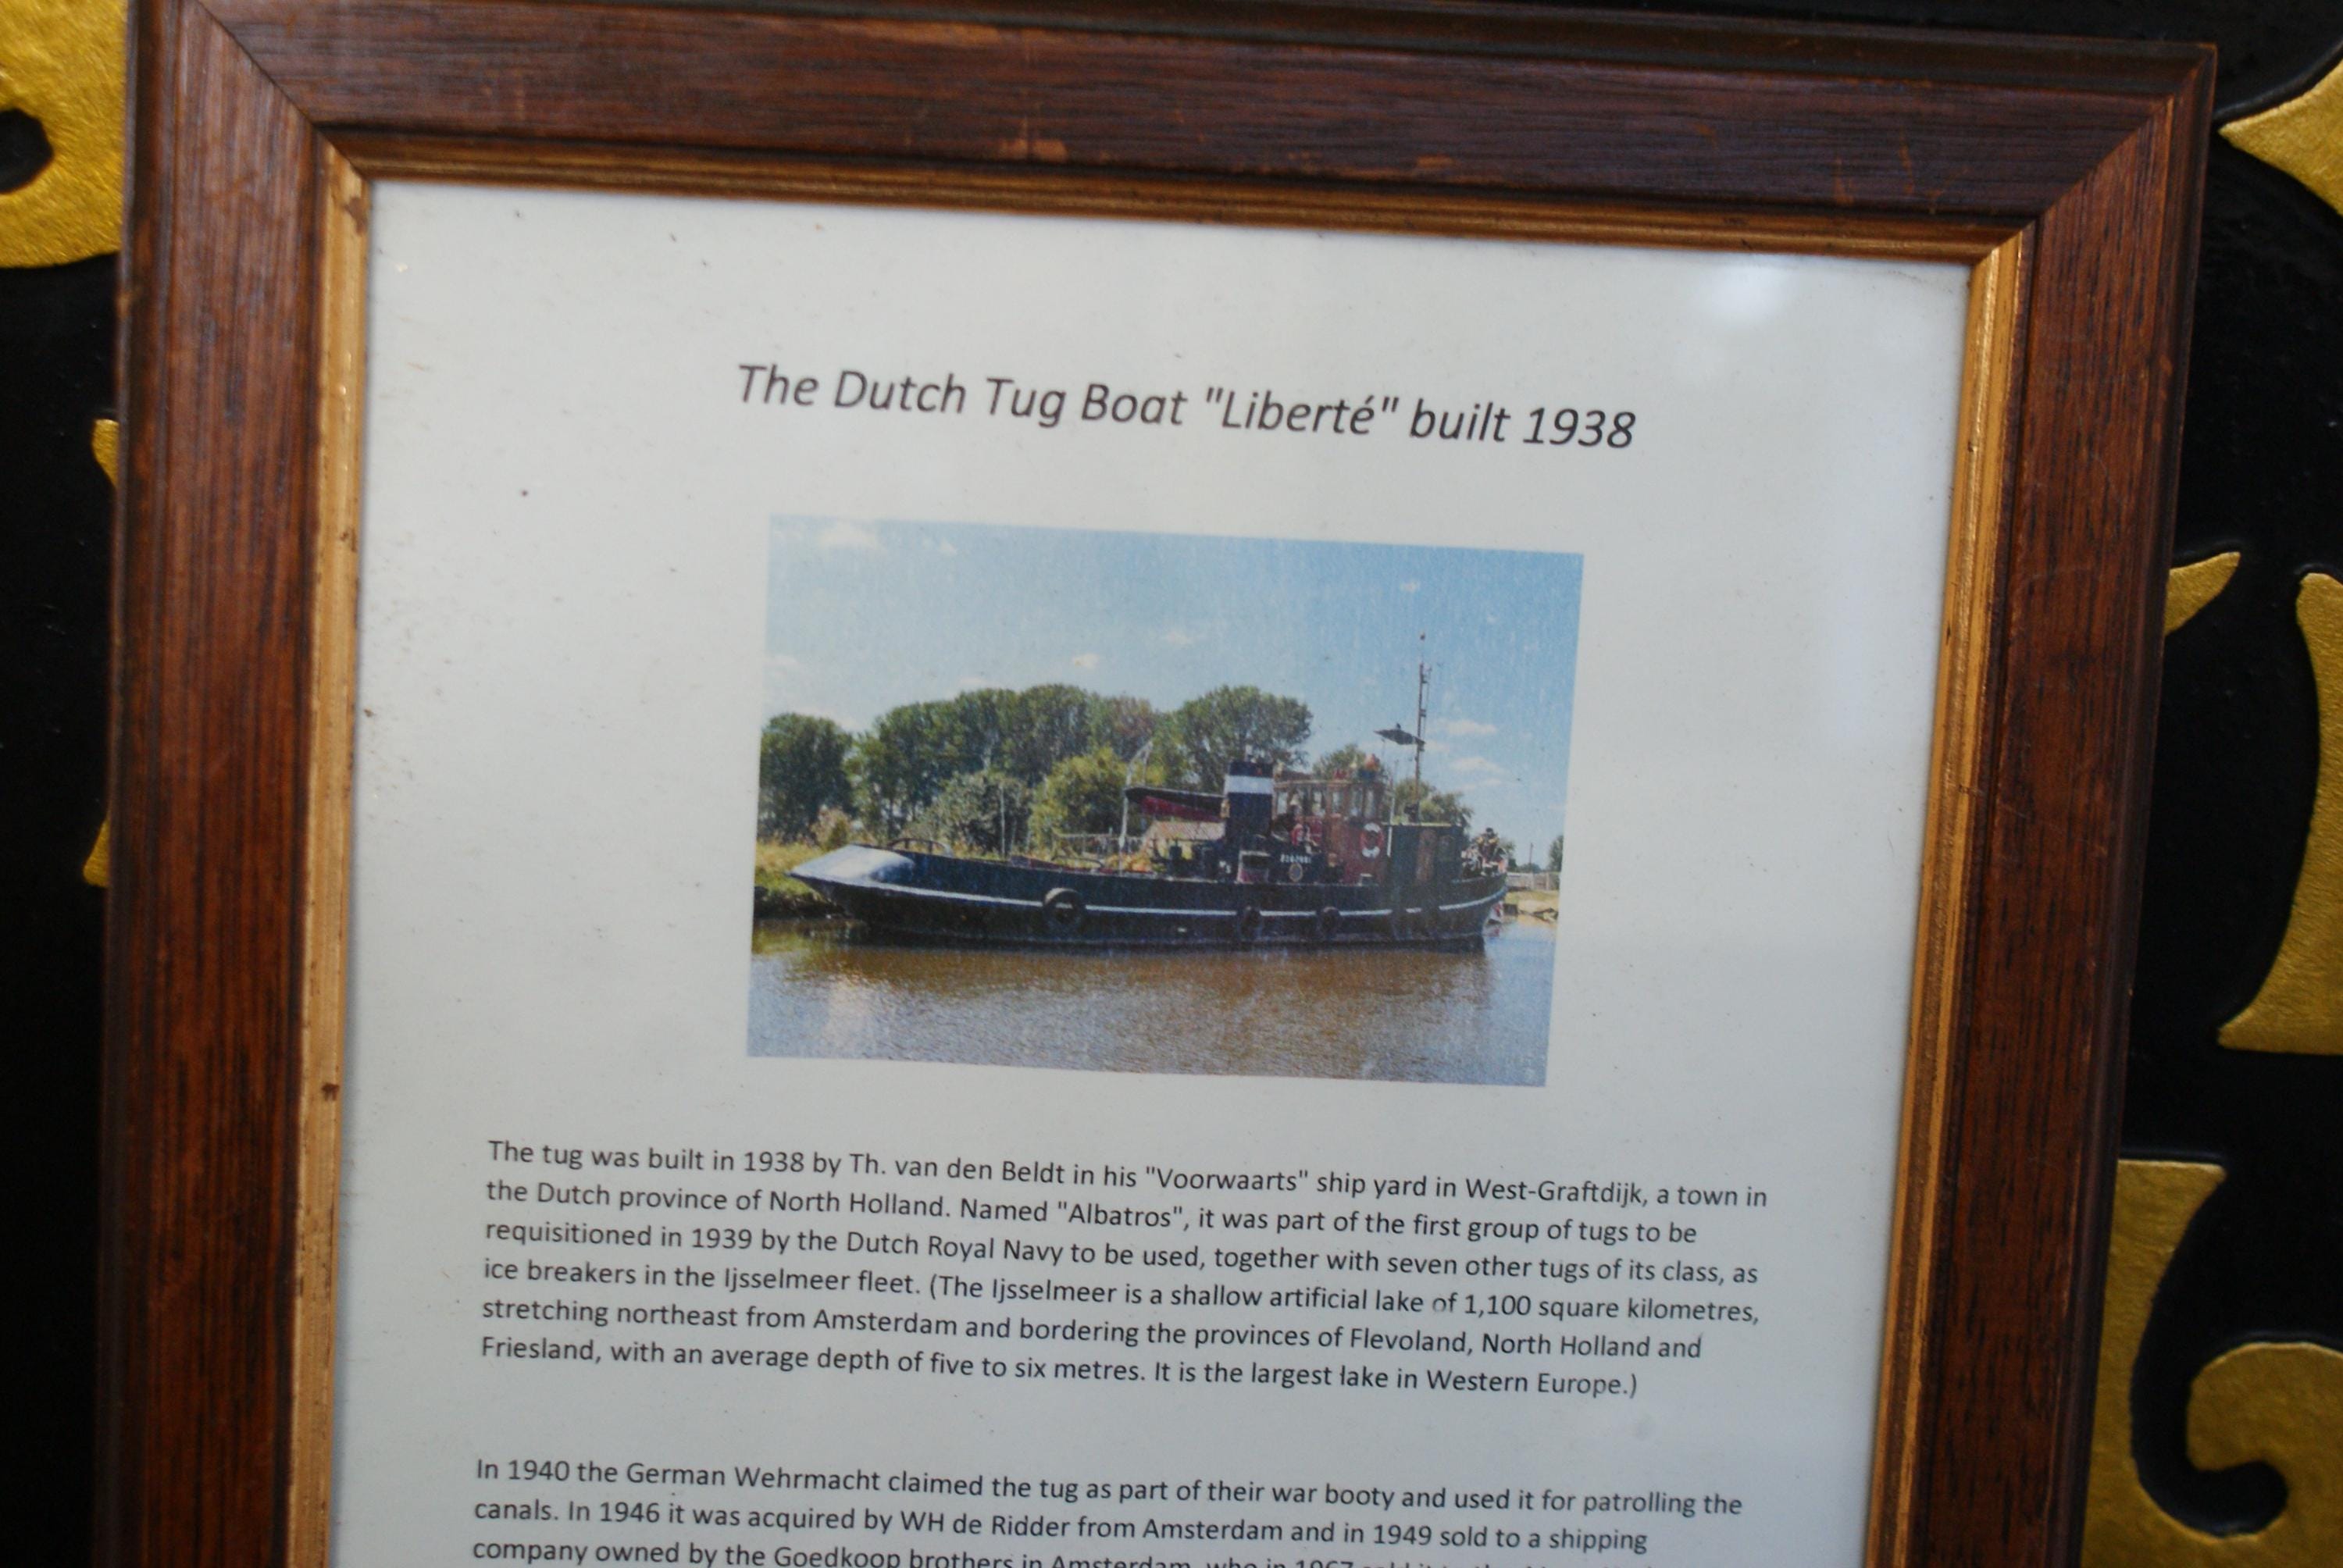 The Dutch Tug Boat "Liberté" built 1938
The tug was built in 1938 by Th. van den Beldt in his "Voorwaarts" ship yard in West-Graftdijk, a town in
the Dutch province of North Holland. Named "Albatros", it was part of the first group of tugs to be
requisitioned in 1939 by the Dutch Royal Navy to be used, together with seven other tugs of its class, as
ice breakers in the Ijsselmeer fleet. (The Ijsselmeer is a shallow artificial lake of 1,100 square kilometres,
stretching northeast from Amsterdam and bordering the provinces of Flevoland, North Holland and
Friesland, with an average depth of five to six metres. It is the largest lake in Western Europe.)
In 1940 the German Wehrmacht claimed the tug as part of their war booty and used it for patrolling the
canals. In 1946 it was acquired by WH de Ridder from Amsterdam and in 1949 sold to a shipping
company owned by the Goedkoop brothers in Amsterdam, who in 1967